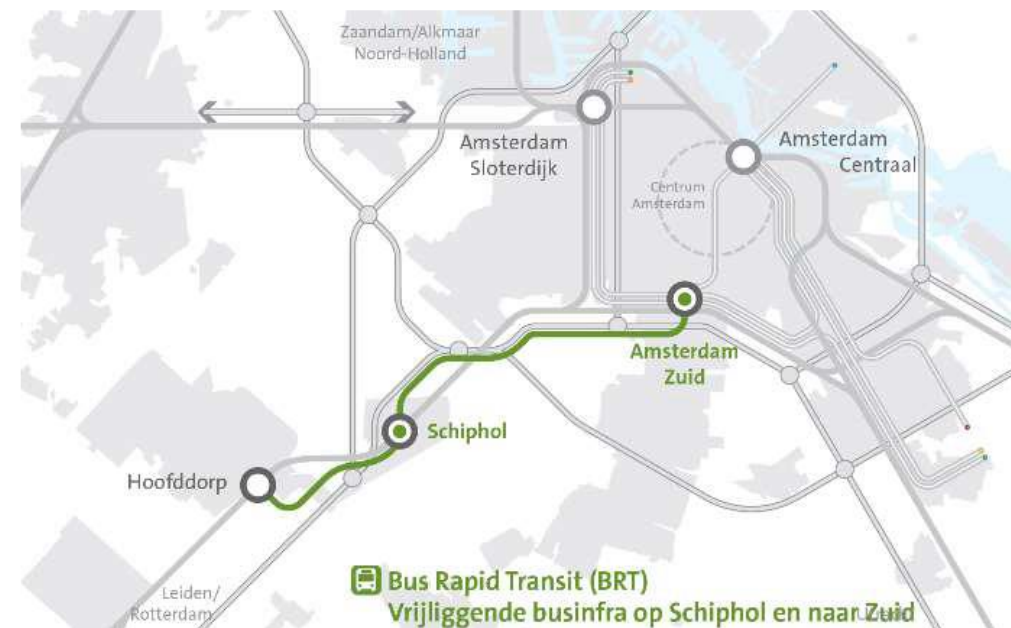 Zaandam/Alkmaar
Noord-Holland
Amsterdam
Sloterdijk
Amsterdam
Centraal
Centrum
Amsterdam
Amsterdam
Zuid
Schiphol
Hoofddorp
Leiden/
Rotterdam
Bus Rapid Transit (BRT)
Vrijliggende businfra op Schiphol en naar Zuid